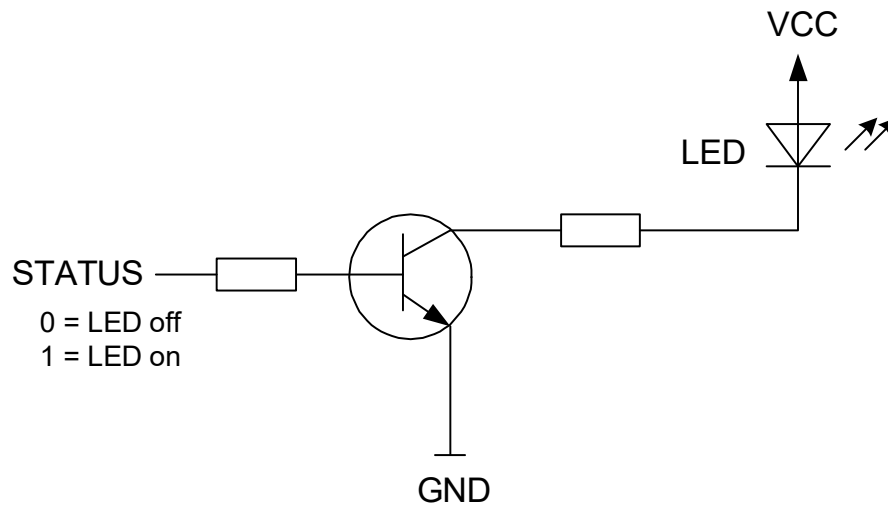 VCC
LED
STATUS
0 = LED off
1 = LED on
GND